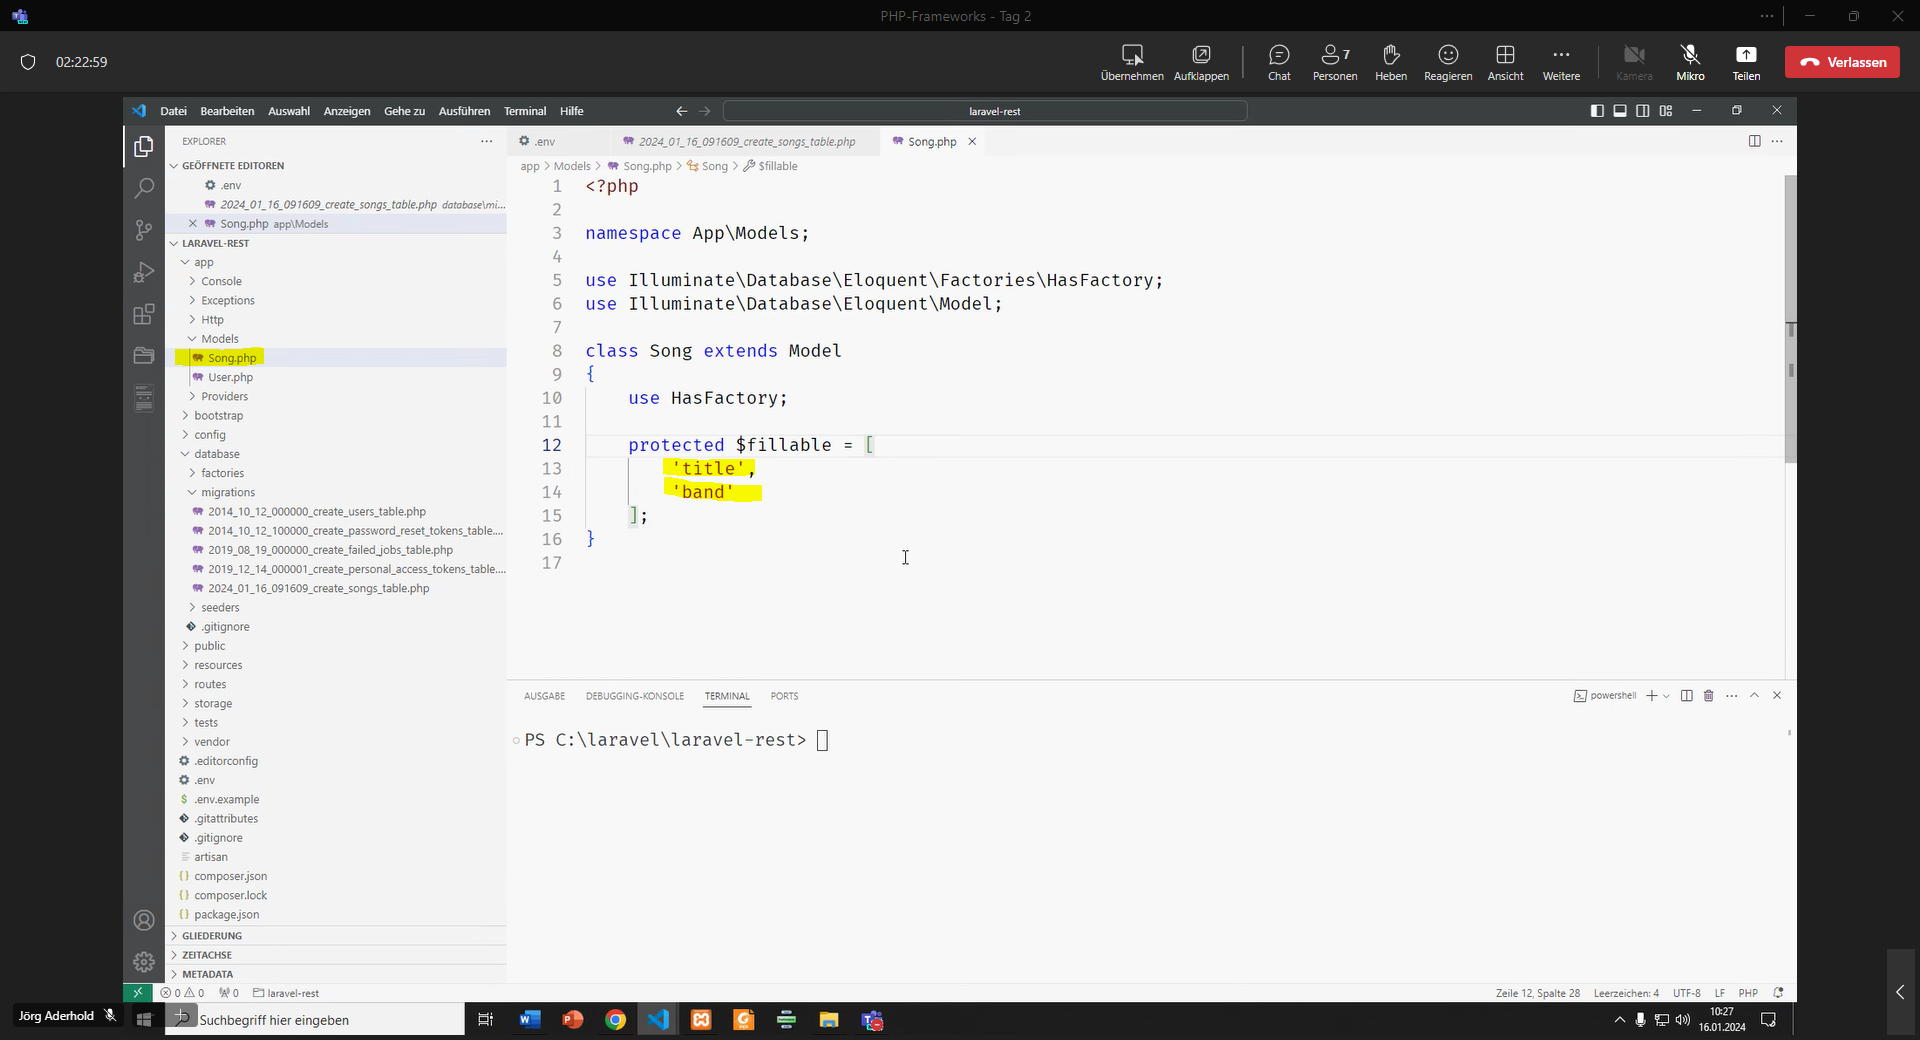 PHP-Frameworks - Tag 2
02:22:59
Übernehmen
Aufklappen
Chat
7
Personen
Heben
Reagieren
Ansicht
Weitere
Kamera
Mikro
Teilen
Verlassen
Datei Bearbeiten Auswahl Anzeigen Gehe zu Ausführen Terminal Hilfe
laravel-rest
EXPLORER
GEÖFFNETE EDITOREN
.env
2024_01_16_091609_create_songs_table.php database\mi...
Song.php app\Models
LARAVEL-REST
app
Console
Exceptions
Http
Models
Song.php
User.php
Providers
bootstrap
config
database
factories
migrations
2014_10_12_000000_create_users_table.php
2014_10_12_100000_create_password_reset_tokens_table....
2019_08_19_000000_create_failed_jobs_table.php
2019_12_14_000001_create_personal_access_tokens_table....
2024_01_16_091609_create_songs_table.php
seeders
.gitignore
public
resources
routes
storage
tests
vendor
.editorconfig
.env
.env.example
.gitattributes
.gitignore
artisan
composer.json
composer.lock
package.json
GLIEDERUNG
ZEITACHSE
METADATA
.env
2024_01_16_091609_create_songs_table.php
Song.php
app > Models > Song.php > Song > $fillable
1 <?php
2
3 namespace App\Models;
4
5 use Illuminate\Database\Eloquent\Factories\HasFactory;
6 use Illuminate\Database\Eloquent\Model;
7
8 class Song extends Model
9 {
10 use HasFactory;
11
12 protected $fillable = [
13 'title',
14 'band'
15 ];
16 }
17
AUSGABE DEBUGGING-KONSOLE TERMINAL PORTS
powershell
PS C:\laravel\laravel-rest>
0 0 0 laravel-rest
Zeile 12, Spalte 28 Leerzeichen: 4 UTF-8 LF PHP
Jörg Aderhold
Suchbegriff hier eingeben
10:27
16.01.2024